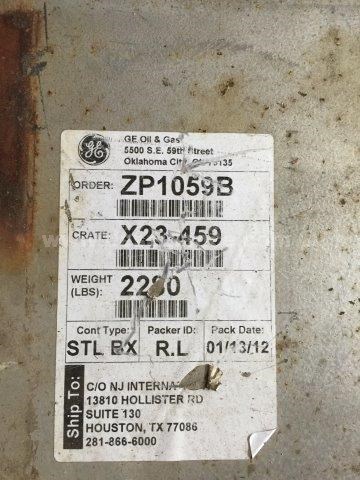 GE Oil & Gas
5500 S.E. 59th Street
Oklahoma City,
ORDER: ZP1059B
CRATE: X23-459
WEIGHT
(LBS):
Cont Type: Packer ID: Pack Date:
STL BX R.L 01/13/12
Ship To:
C/O NJ
13810 HOLLISTER RD
SUITE 130
HOUSTON, TX 77086
281-866-6000